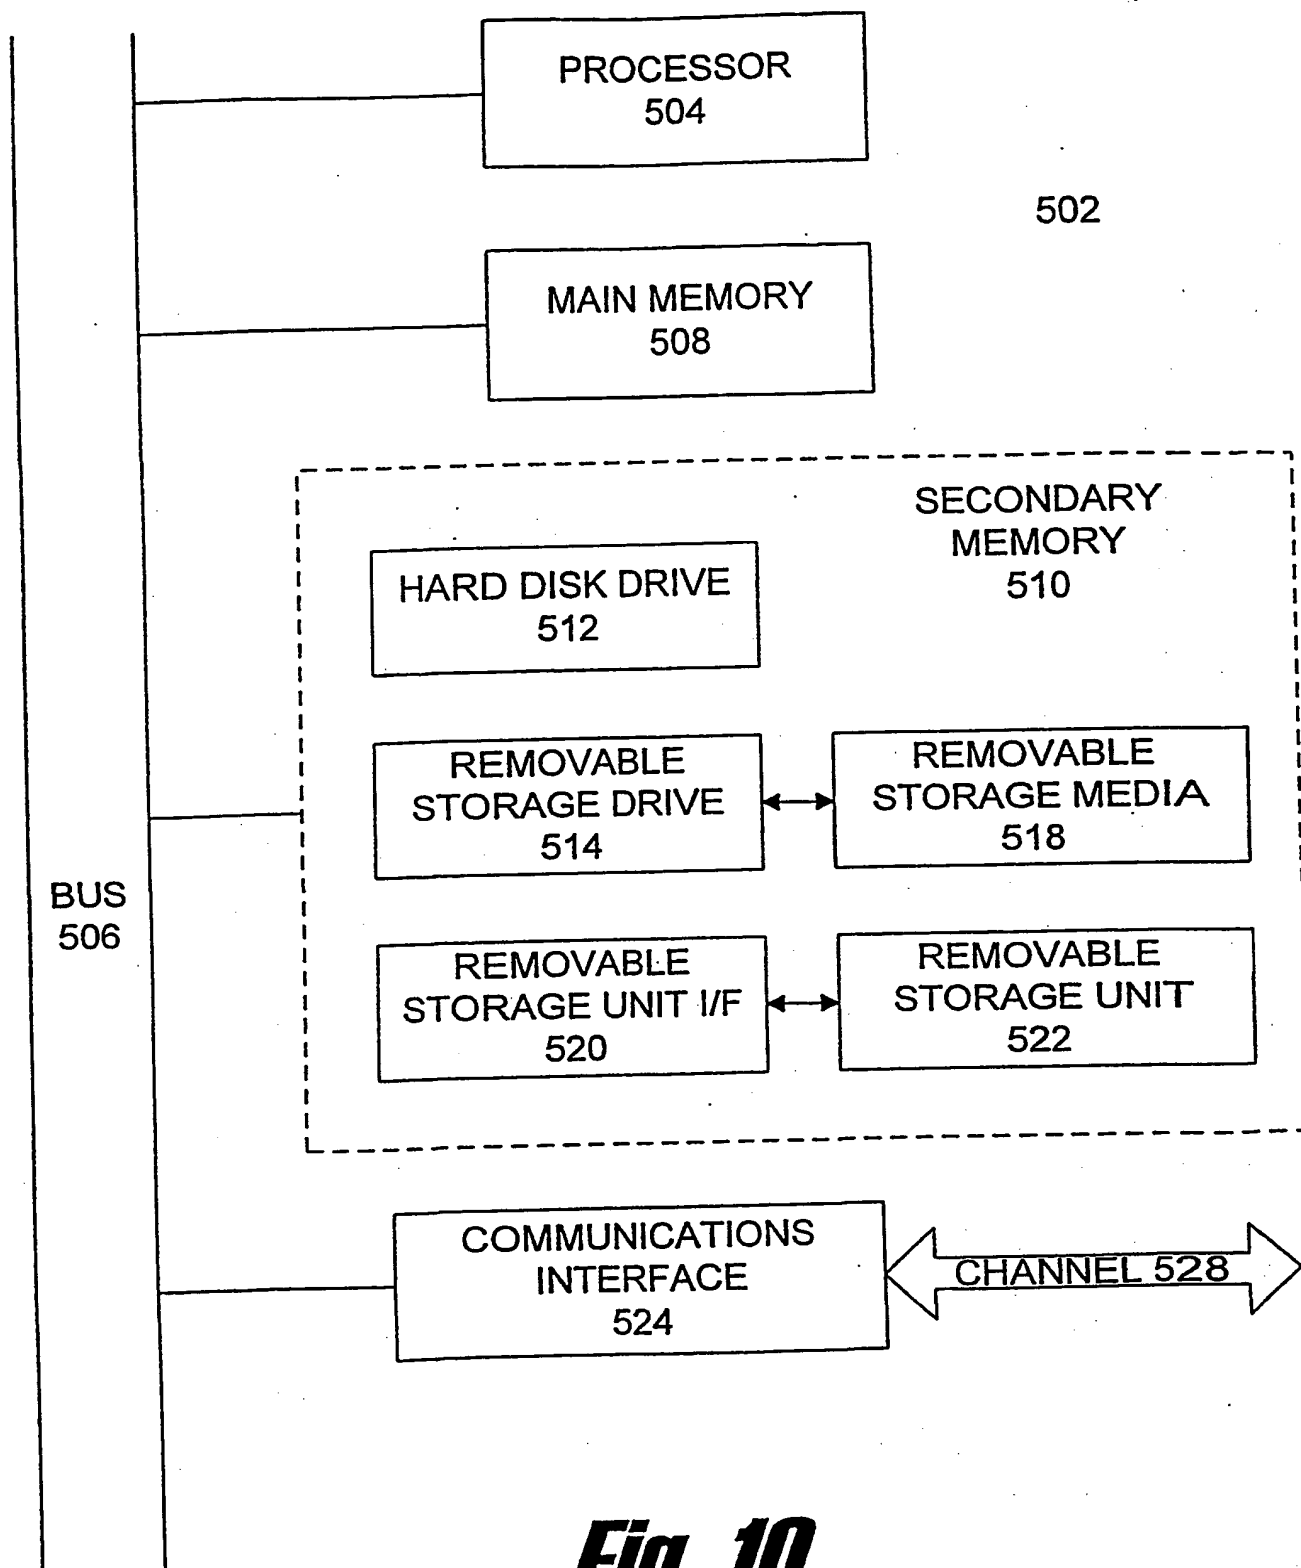 PROCESSOR
504
502
MAIN MEMORY
508
SECONDARY
MEMORY
510
HARD DISK DRIVE
512
REMOVABLE
STORAGE DRIVE
514
REMOVABLE
STORAGE MEDIA
518
BUS
506
REMOVABLE
STORAGE UNIT I/F
520
REMOVABLE
STORAGE UNIT
522
COMMUNICATIONS
INTERFACE
524
CHANNEL 528
Fig. 10